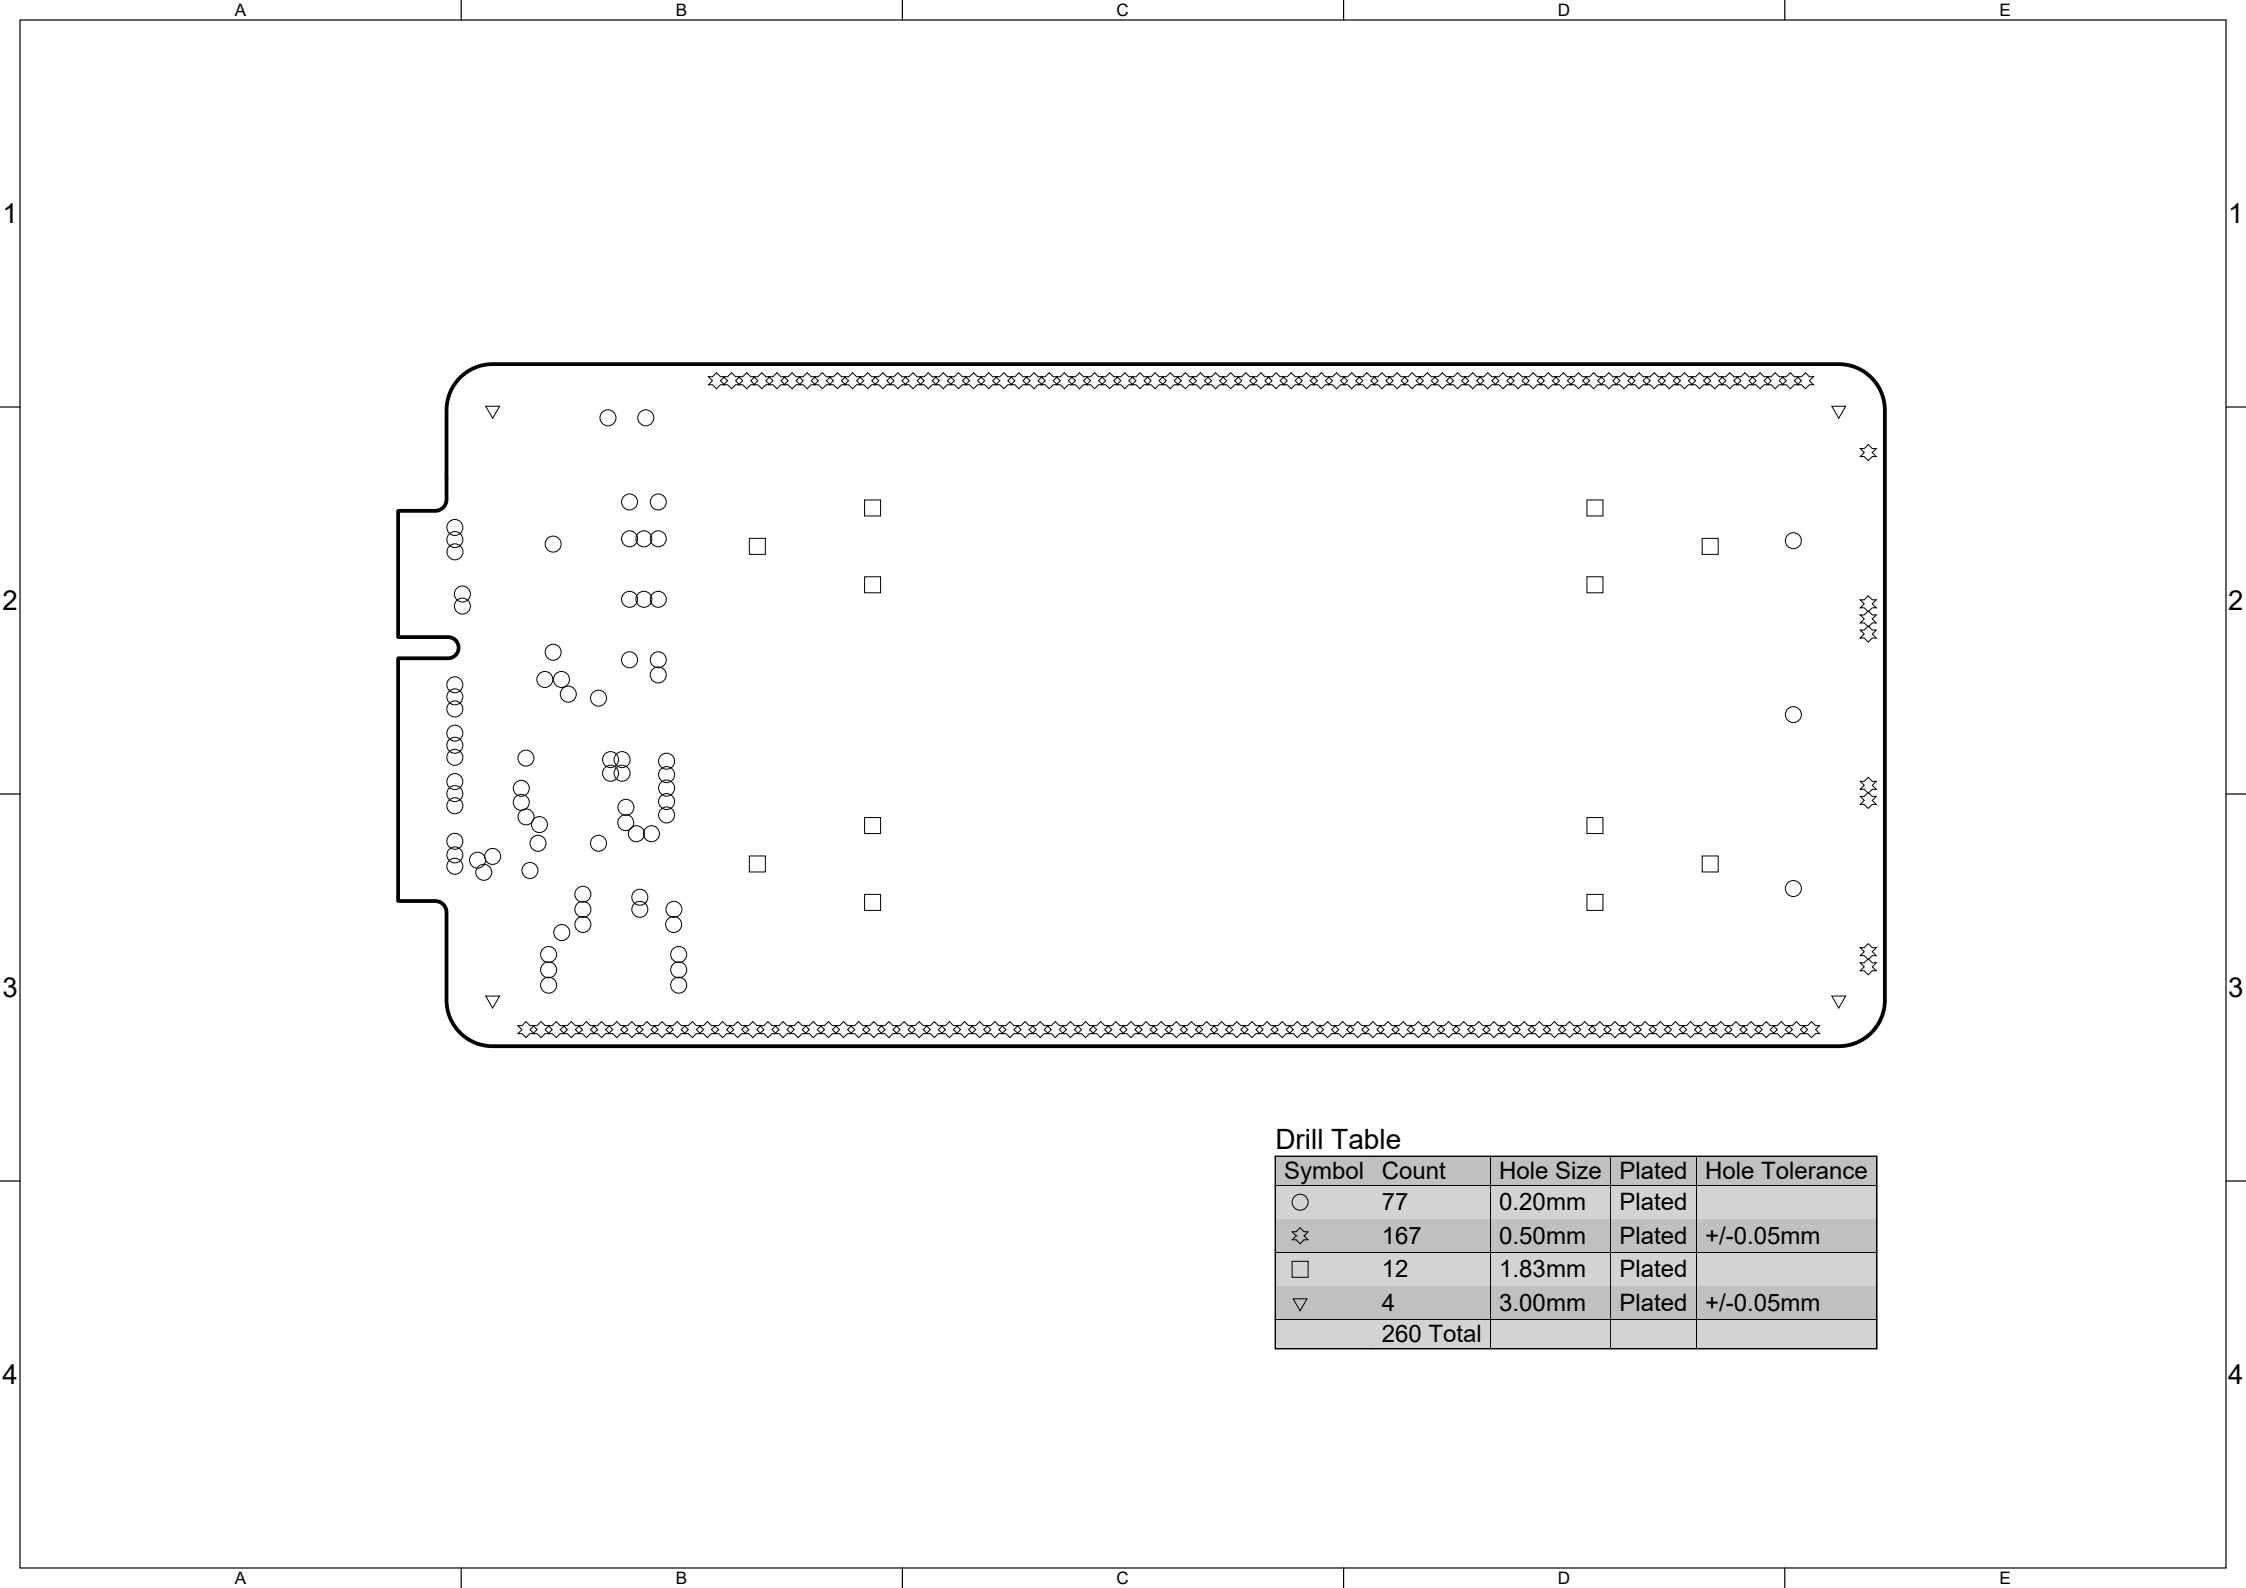 A B C D E
1 1
2 2
3 3
Drill Table
Symbol Count Hole Size Plated Hole Tolerance
77 0.20mm Plated
167 0.50mm Plated +/-0.05mm
12 1.83mm Plated
4 3.00mm Plated +/-0.05mm
260 Total
4 4
A B C D E